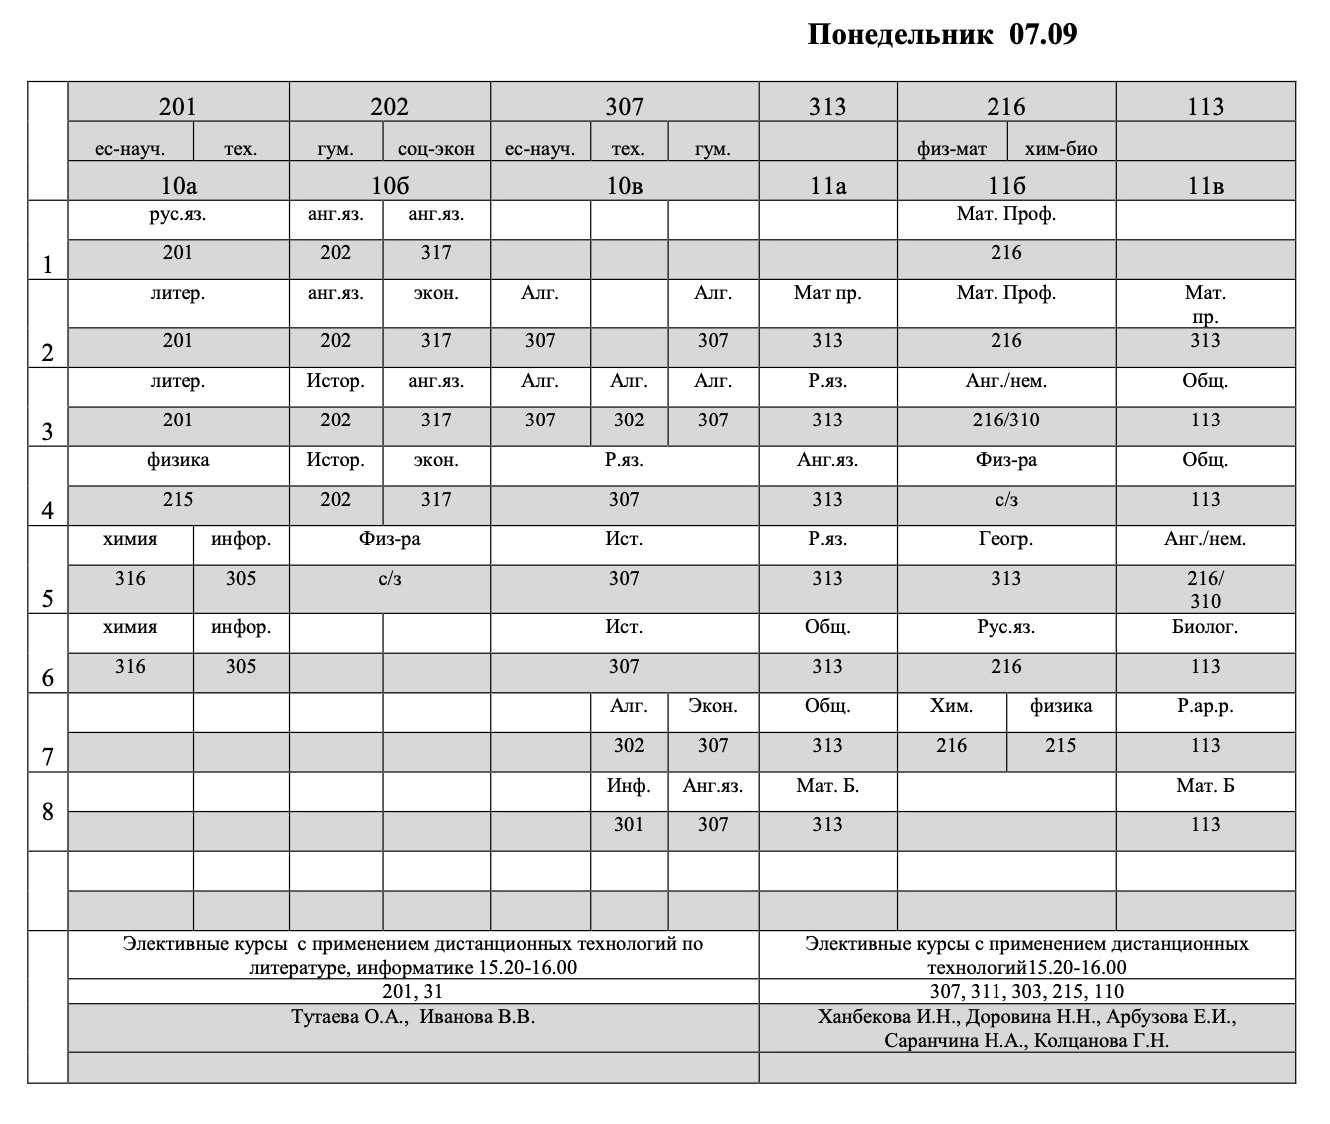 Понедельник 07.09
201 202 307 313 216 113
ес-науч. тех. гум. соц-экон ес-науч. тех. гум. физ-мат хим-био
10а 10б 10в 11а 11б 11в
рус.яз. анг.яз. анг.яз. Мат. Проф.
1 201 202 317 216
литер. анг.яз. экон. Алг. Алг. Мат пр. Мат. Проф. Мат.
пр.
2 201 202 317 307 307 313 216 313
литер. Истор. анг.яз. Алг. Алг. Алг. Р.яз. Анг./нем. Общ.
3 201 202 317 307 302 307 313 216/310 113
физика Истор. экон. Р.яз. Анг.яз. Физ-ра Общ.
4 215 202 317 307 313 с/з 113
химия инфор. Физ-ра Ист. Р.яз. Геогр. Анг./нем.
5 316 305 с/з 307 313 313 216/
310
химия инфор. Ист. Общ. Рус.яз. Биолог.
6 316 305 307 313 216 113
Алг. Экон. Общ. Хим. физика Р.ар.р.
7 302 307 313 216 215 113
Инф. Анг.яз. Мат. Б. Мат. Б
8 301 307 313 113
Элективные курсы с применением дистанционных технологий по
литературе, информатике 15.20-16.00
201, 31
Тутаева О.А., Иванова В.В.
Элективные курсы с применением дистанционных
технологий15.20-16.00
307, 311, 303, 215, 110
Ханбекова И.Н., Доровина Н.Н., Арбузова Е.И.,
Саранчина Н.А., Колцанова Г.Н.